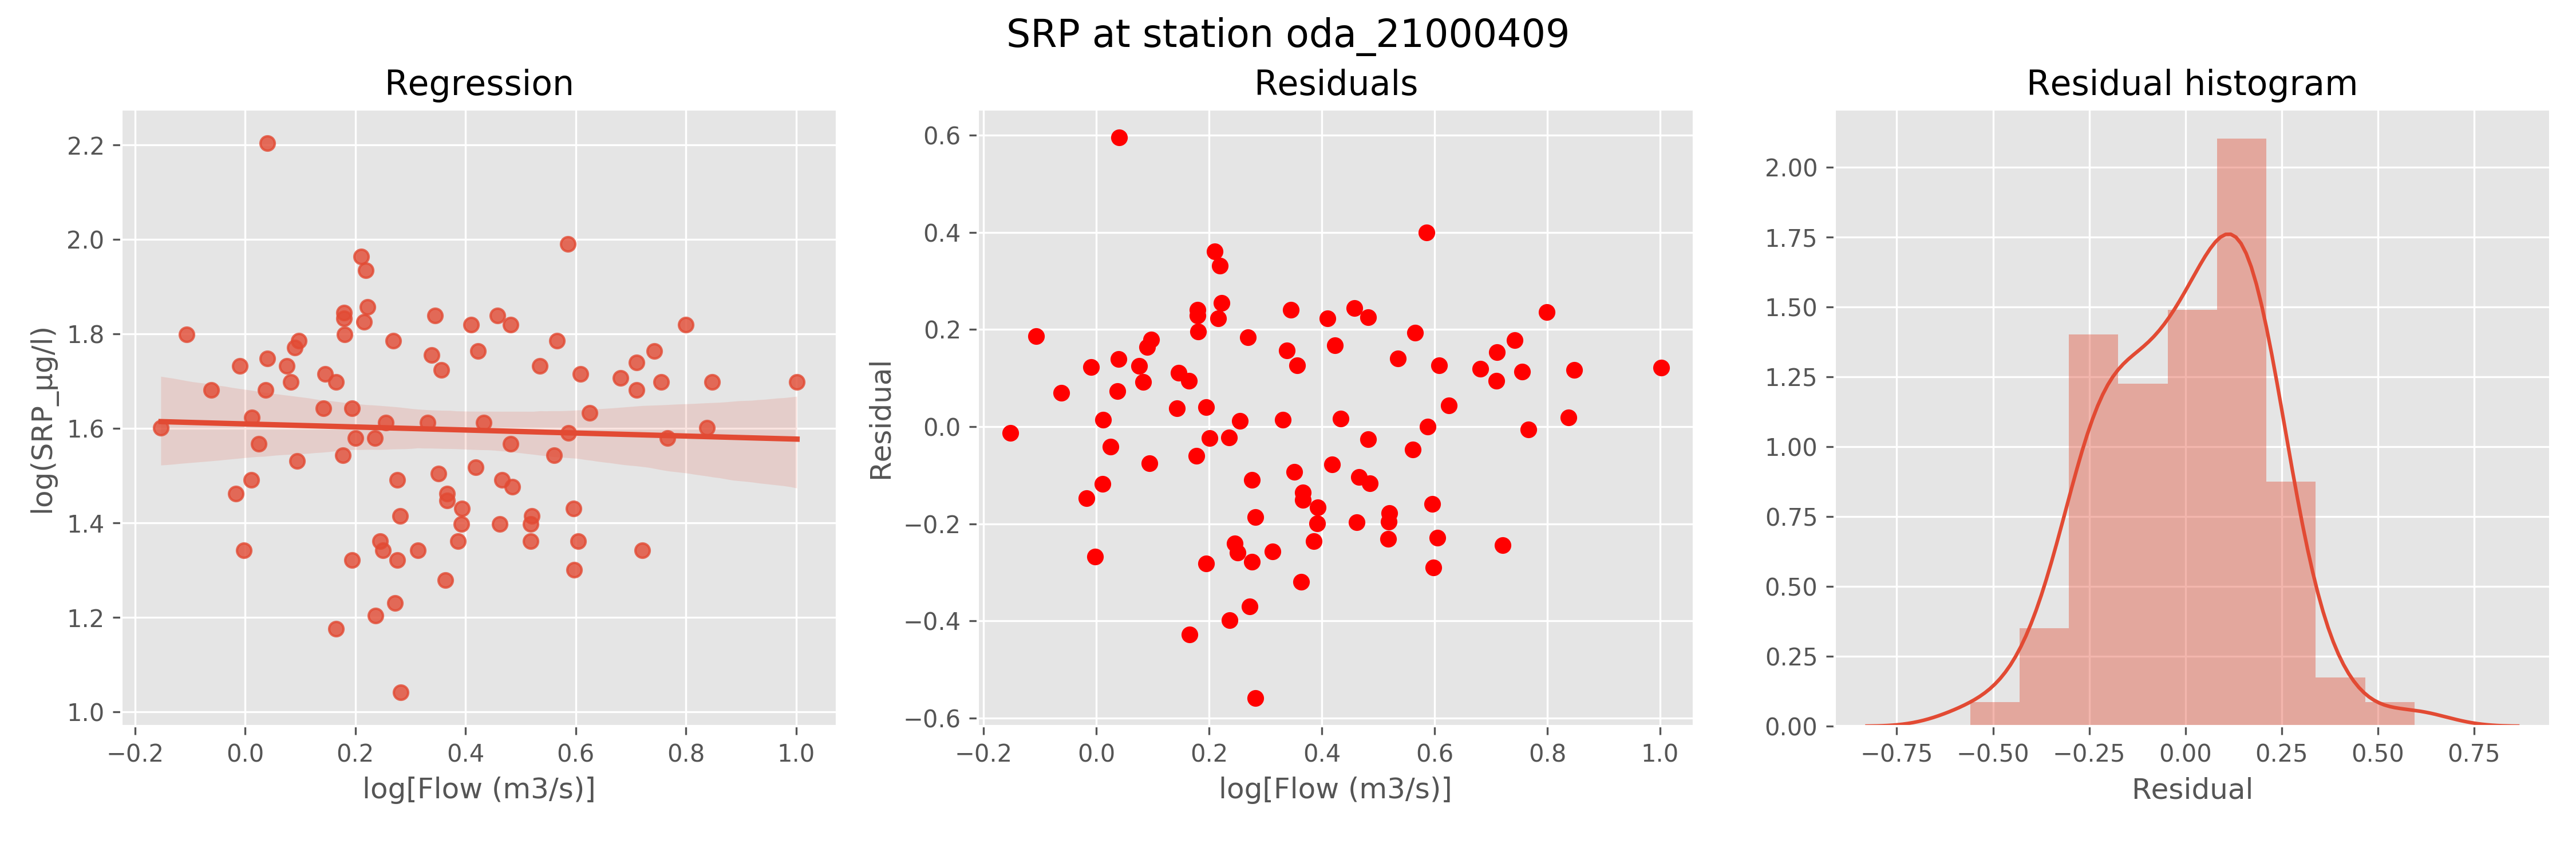 SRP at station oda_21000409
Regression
2.2
2.0
1.8
1.6
1.4
1.2
1.0
log(SRP_µg/l)
−0.2 0.0 0.2 0.4 0.6 0.8 1.0
log[Flow (m3/s)]
Residuals
0.6
0.4
0.2
0.0
−0.2
−0.4
−0.6
Residual
−0.2 0.0 0.2 0.4 0.6 0.8 1.0
log[Flow (m3/s)]
Residual histogram
2.00
1.75
1.50
1.25
1.00
0.75
0.50
0.25
0.00
−0.75 −0.50 −0.25 0.00 0.25 0.50 0.75
Residual